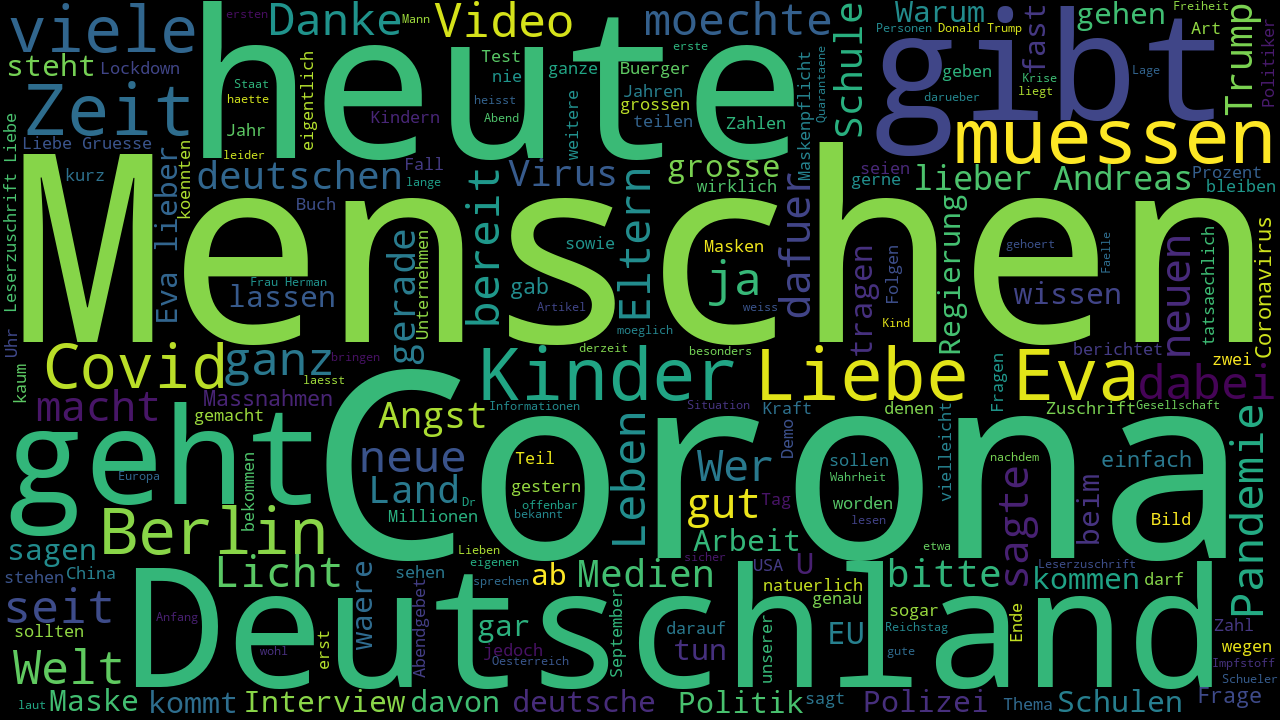 viele
heute
Danke
Mann
Video
moechte
Schule
Warum
gibt
fast
gehen
Freiheit
Art
Trump
Politiker
ersten
steht
Lockdown
Zeit
Staat
haette
eigentlich
Test
nie
ganze
erste
Buerger
Personen
Donald Trump
geben
darueber
Krise
liegt
Lage
Jahr
leider
Kindern
heisst
Abend
weitere
Jahren
grossen
teilen
Zahlen
Maskenpflicht
Quarantaene
muessen
Leserzuschrift Liebe
Liebe Gruesse
kurz
Eva lieber
koennten
deutschen
Fall
lange
Virus
grosse
wirklich
seien
gerne
lieber Andreas
Prozent
bleiben
Menschen
Buch
bereit
sowie
Eltern
Masken
ja
dafuer
tragen
Folgen
Regierung
gehoert
Faelle
neuen
tatsaechlich
Coronavirus
Frau Herman
lassen
gerade
Unternehmen
gab
Artikel
moeglich
weiss
Kind
wissen
Uhr
kaum
Covid
ganz
bringen
laesst
Kinder
derzeit
besonders
Liebe
Eva
Fragen
berichtet
zwei
dabei
macht
Massnahmen
gemacht
Angst
Informationen
Situation
Kraft
Demo
denen
Zuschrift
Gesellschaft
Pandemie
geht
Corona
Europa
bekommen
neue
Land
Dr
Millionen
Teil
gestern
offenbar
bekannt
Leben
Wer
gut
Tag
sollen
Wahrheit
worden
lesen
vielleicht
nachdem
sagte
beim
einfach
Bild
Berlin
Arbeit
etwa
sagen
Licht
Lieben
eigenen
sicher
stehen
China
sehen
sprechen
ab
Medien
USA
U
natuerlich
genau
bitte
Leserzuschrift
kommen
darf
seit
Anfang
Deutschland
sollten
wohl
erst
Waere
Abendgebet
gar
jedoch
Oesterreich
September
darauf
tun
unserer
EU
sogar
Reichstag
gute
Ende
Zahl
wegen
Impfstoff
Schueler
Welt
laut
Maske
kommt
Interview
davon
deutsche
Politik
sagt
Polizei
Thema
Schulen
Frage